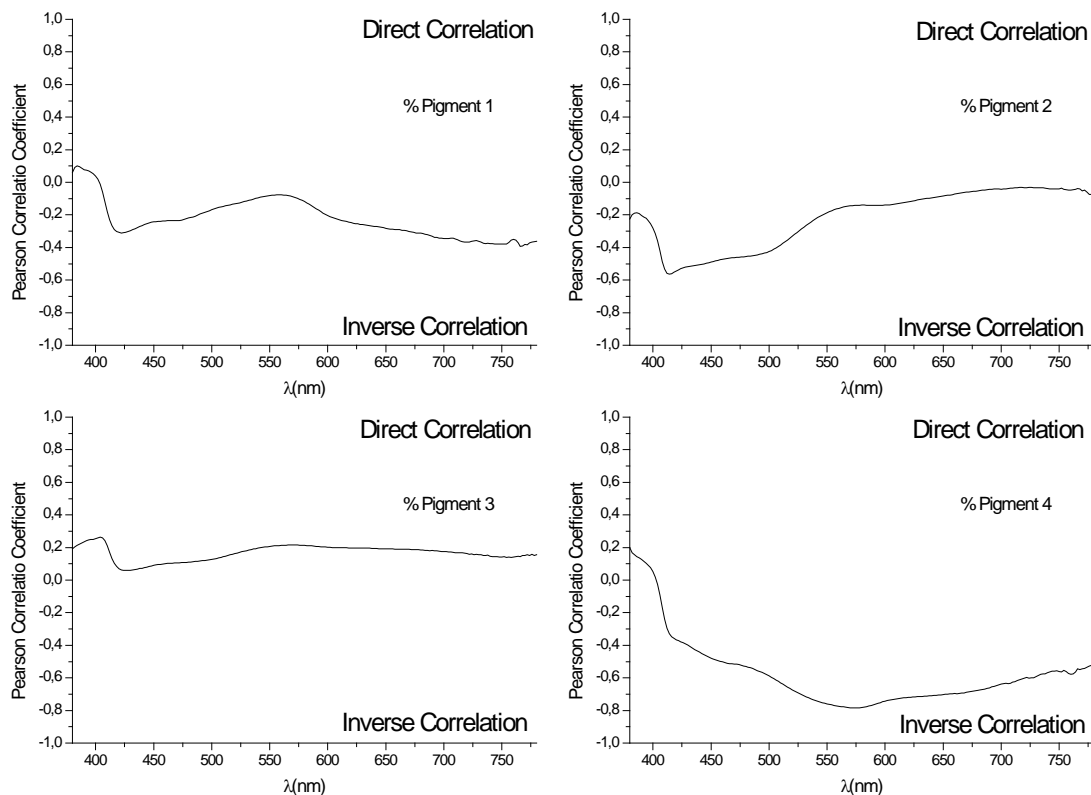 Direct Correlation
% Pigment 1
Inverse Correlation
Pearson Correlatio Coefficient
1,0
0,8
0,6
0,4
0,2
0,0
-0,2
-0,4
-0,6
-0,8
-1,0
400 450 500 550 600 650 700 750
λ(nm)
Direct Correlation
% Pigment 2
Inverse Correlation
Pearson Correlatio Coefficient
1,0
0,8
0,6
0,4
0,2
0,0
-0,2
-0,4
-0,6
-0,8
-1,0
400 450 500 550 600 650 700 750
λ(nm)
Direct Correlation
% Pigment 3
Inverse Correlation
Pearson Correlatio Coefficient
1,0
0,8
0,6
0,4
0,2
0,0
-0,2
-0,4
-0,6
-0,8
-1,0
400 450 500 550 600 650 700 750
λ(nm)
Direct Correlation
% Pigment 4
Inverse Correlation
Pearson Correlatio Coefficient
1,0
0,8
0,6
0,4
0,2
0,0
-0,2
-0,4
-0,6
-0,8
-1,0
400 450 500 550 600 650 700 750
λ(nm)